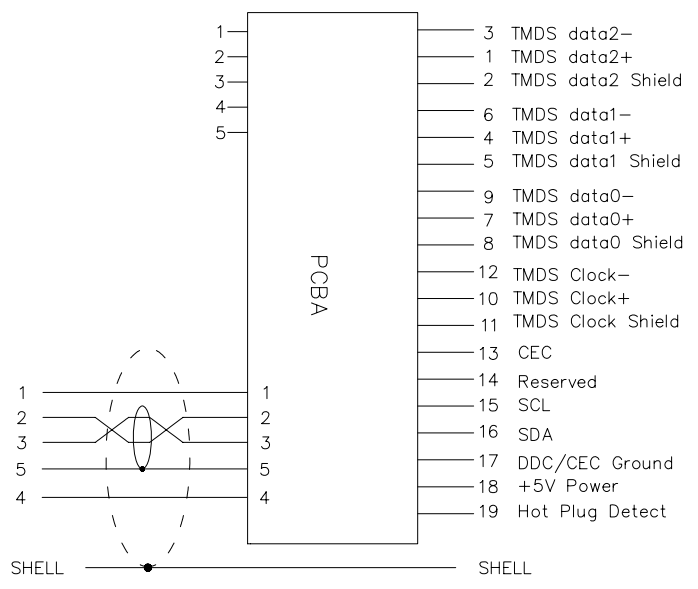 1
2
3
4
5
3 TMDS data2-
1 TMDS data2+
2 TMDS data2 Shield
6 TMDS data1-
4 TMDS data1+
5 TMDS data1 Shield
9 TMDS data0-
7 TMDS data0+
8 TMDS data0 Shield
12 TMDS Clock-
10 TMDS Clock+
11 TMDS Clock Shield
13 CEC
14 Reserved
15 SCL
16 SDA
17 DDC/CEC Ground
18 +5V Power
19 Hot Plug Detect
PCBA
1 1
2 2
3 3
5 5
4 4
SHELL SHELL